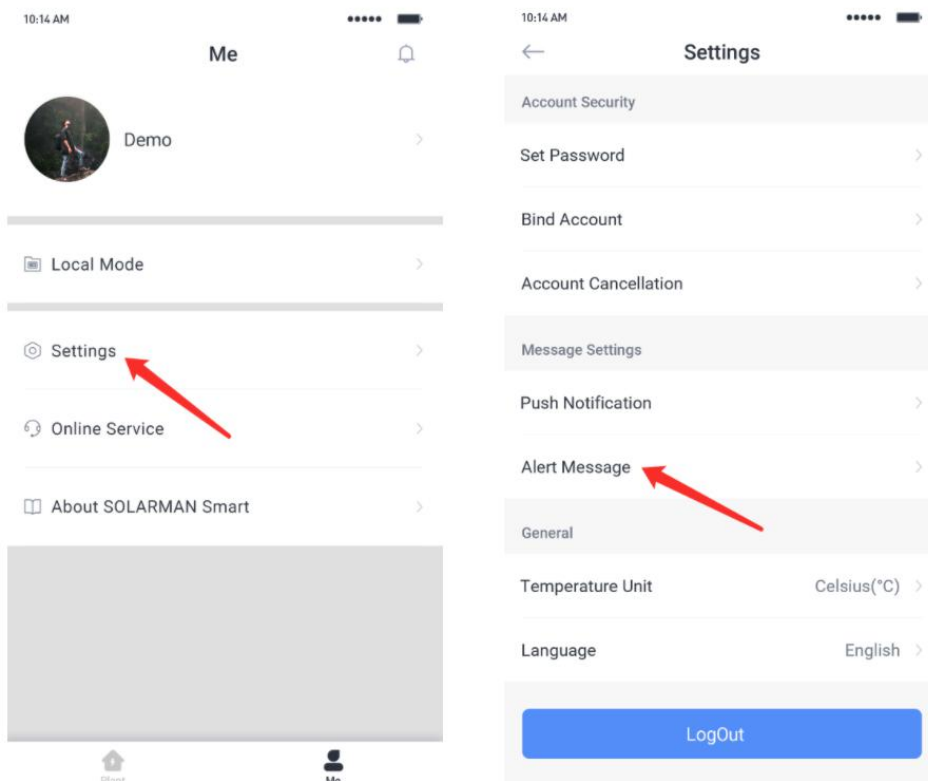 10:14 AM
Me
Demo
Local Mode
Settings
Online Service
About SOLARMAN Smart
Plant
Me
10:14 AM
Settings
Account Security
Set Password
Bind Account
Account Cancellation
Message Settings
Push Notification
Alert Message
General
Temperature Unit Celsius(°C)
Language English
LogOut